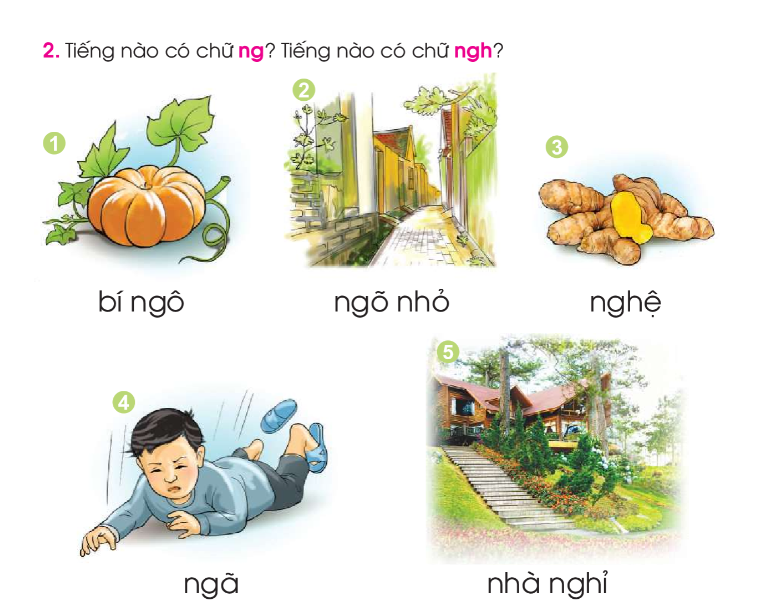 2. Tiếng nào có chữ ng? Tiếng nào có chữ ngh?
1
2
3
bí ngô
ngõ nhỏ
nghệ
4
5
ngã
nhà nghỉ